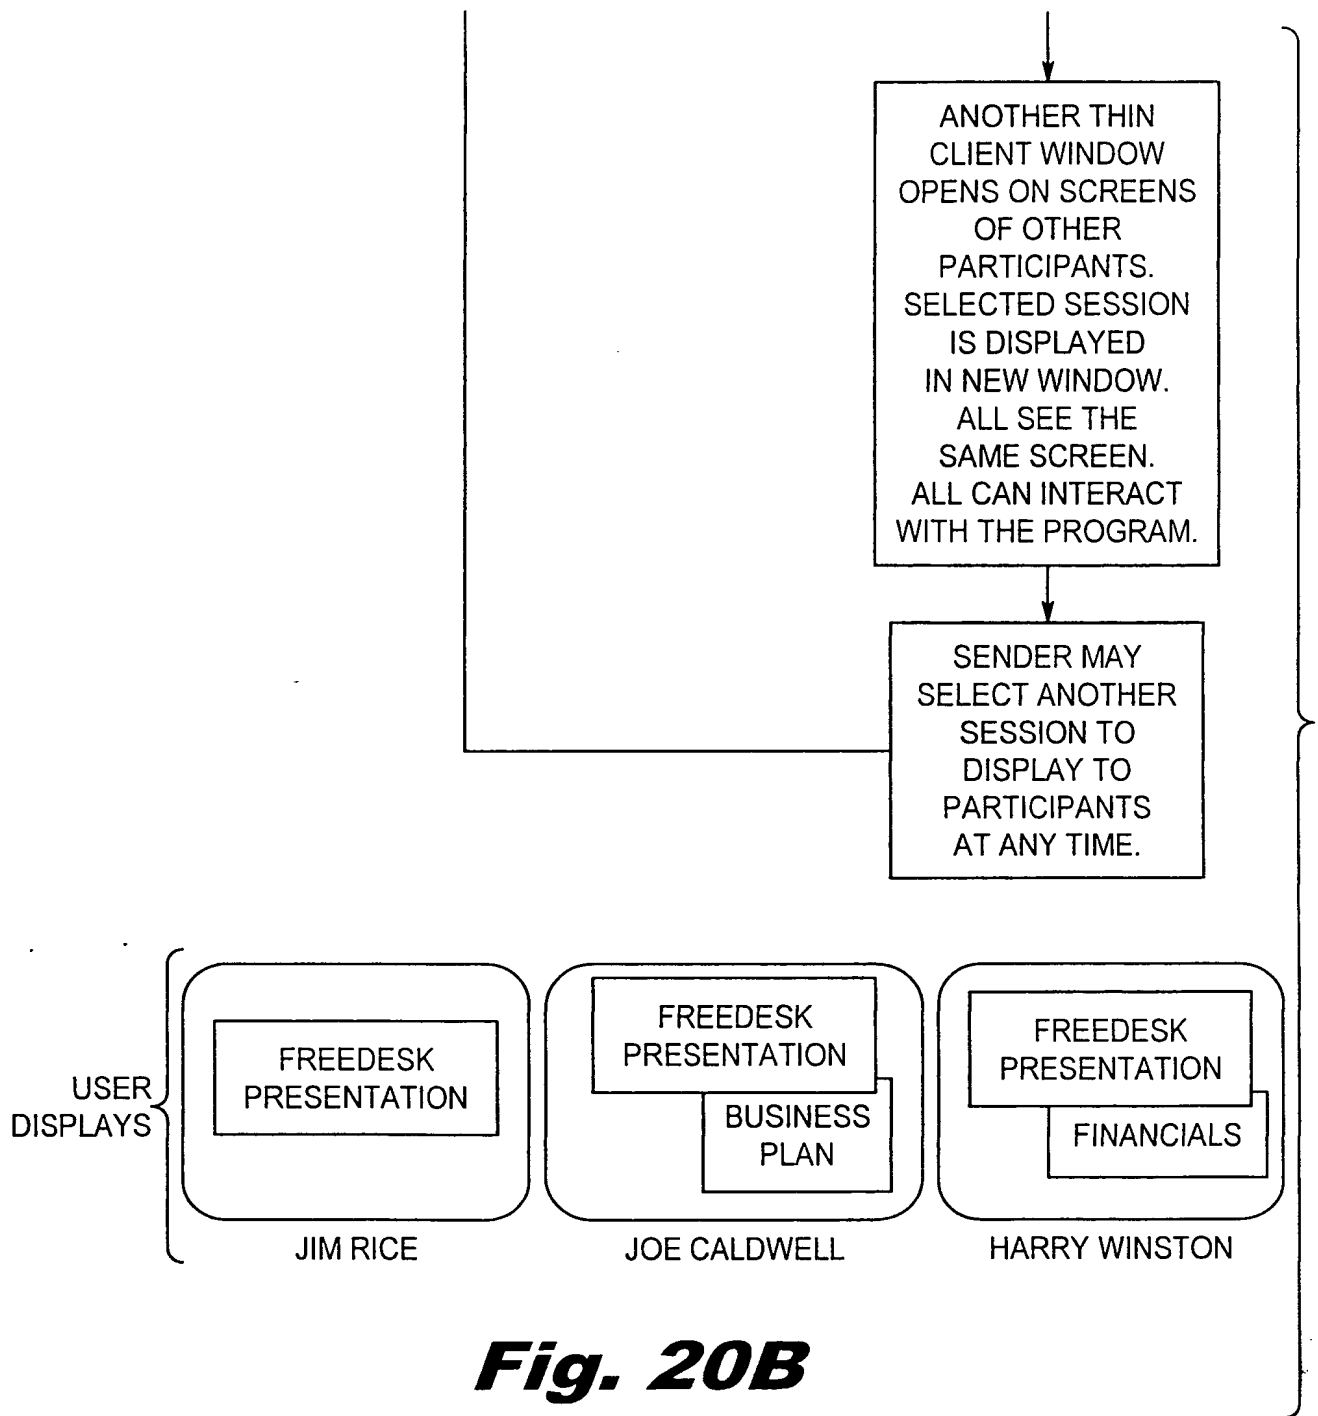 ANOTHER THIN
CLIENT WINDOW
OPENS ON SCREENS
OF OTHER
PARTICIPANTS.
SELECTED SESSION
IS DISPLAYED
IN NEW WINDOW.
ALL SEE THE
SAME SCREEN.
ALL CAN INTERACT
WITH THE PROGRAM.
SENDER MAY
SELECT ANOTHER
SESSION TO
DISPLAY TO
PARTICIPANTS
AT ANY TIME.
USER
DISPLAYS
FREEDESK
PRESENTATION
JIM RICE
FREEDESK
PRESENTATION
BUSINESS
PLAN
JOE CALDWELL
FREEDESK
PRESENTATION
FINANCIALS
HARRY WINSTON
Fig. 20B